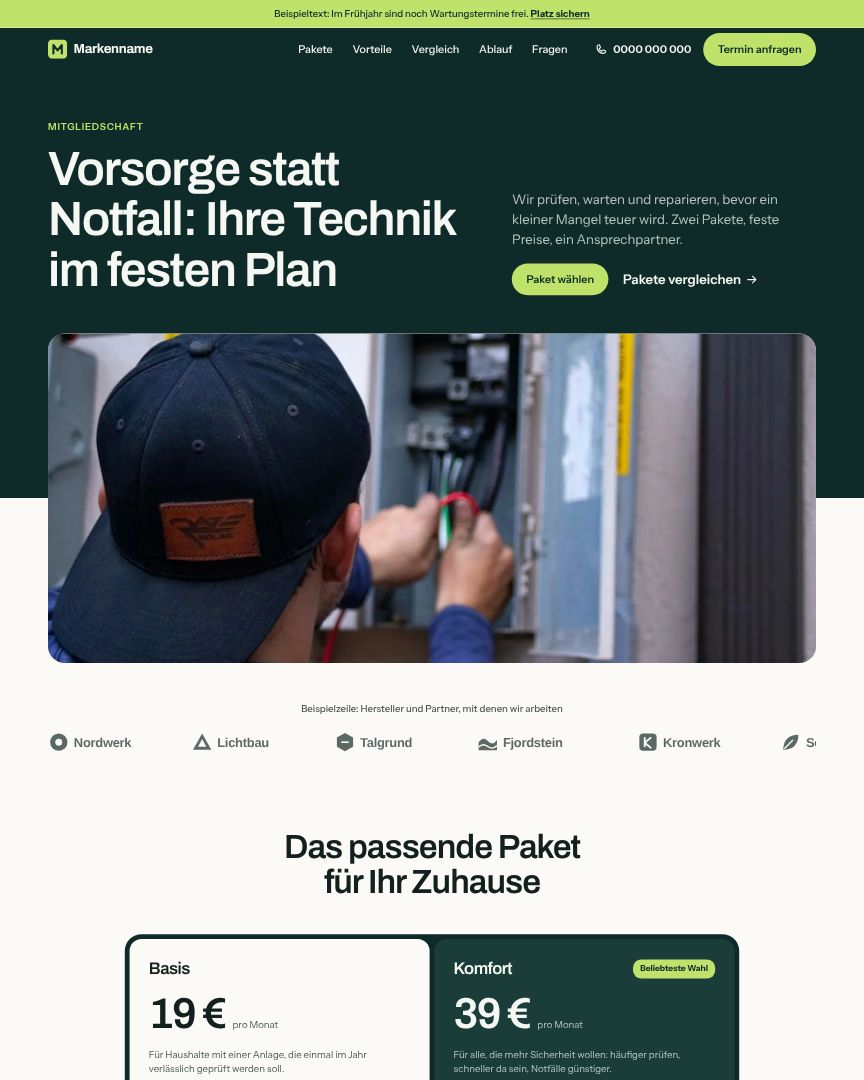 Beispieltext: Im Frühjahr sind noch Wartungstermine frei. Platz sichern
Markenname
Pakete Vorteile Vergleich Ablauf Fragen 0000 000 000 Termin anfragen
MITGLIEDSCHAFT
Vorsorge statt
Notfall: Ihre Technik
im festen Plan
Wir prüfen, warten und reparieren, bevor ein
kleiner Mangel teuer wird. Zwei Pakete, feste
Preise, ein Ansprechpartner.
Paket wählen Pakete vergleichen →
Beispielzeile: Hersteller und Partner, mit denen wir arbeiten
Nordwerk Lichtbau Talgrund Fjordstein Kronwerk
Das passende Paket
für Ihr Zuhause
Basis
19 € pro Monat
Für Haushalte mit einer Anlage, die einmal im Jahr
verlässlich geprüft werden soll.
Komfort
Beliebteste Wahl
39 € pro Monat
Für alle, die mehr Sicherheit wollen: häufiger prüfen,
schneller da sein, Notfälle günstiger.